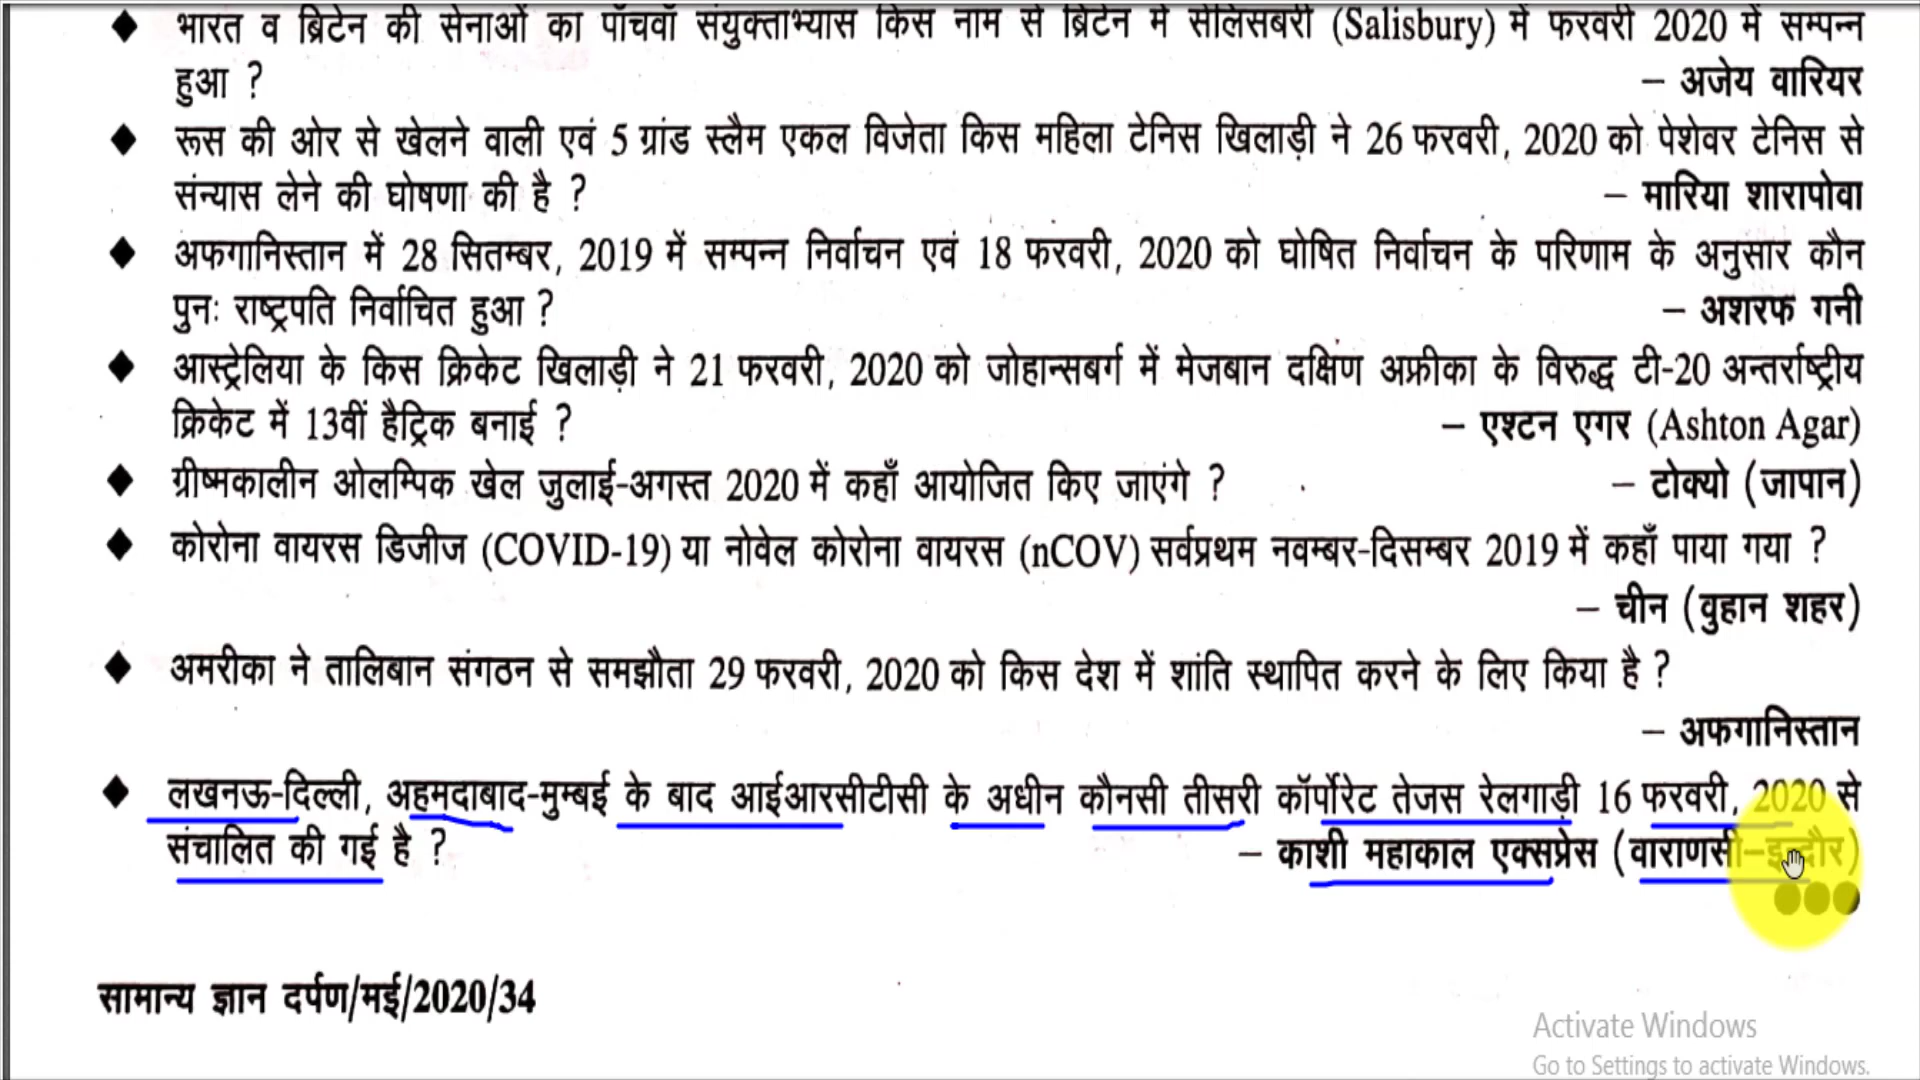 ◆ भारत व ब्रिटेन की सेनाओं का पाँचवाँ संयुक्ताभ्यास किस नाम से ब्रिटेन में सेलिसबरी (Salisbury) में फरवरी 2020 में सम्पन्न
हुआ ? – अजेय वारियर
◆ रूस की ओर से खेलने वाली एवं 5 ग्रांड स्लैम एकल विजेता किस महिला टेनिस खिलाड़ी ने 26 फरवरी, 2020 को पेशेवर टेनिस से
संन्यास लेने की घोषणा की है ? – मारिया शारापोवा
◆ अफगानिस्तान में 28 सितम्बर, 2019 में सम्पन्न निर्वाचन एवं 18 फरवरी, 2020 को घोषित निर्वाचन के परिणाम के अनुसार कौन
पुनः राष्ट्रपति निर्वाचित हुआ ? – अशरफ गनी
◆ आस्ट्रेलिया के किस क्रिकेट खिलाड़ी ने 21 फरवरी, 2020 को जोहान्सबर्ग में मेजबान दक्षिण अफ्रीका के विरुद्ध टी-20 अन्तर्राष्ट्रीय
क्रिकेट में 13वीं हैट्रिक बनाई ? – एश्टन एगर (Ashton Agar)
◆ ग्रीष्मकालीन ओलम्पिक खेल जुलाई-अगस्त 2020 में कहाँ आयोजित किए जाएंगे ? – टोक्यो (जापान)
◆ कोरोना वायरस डिजीज (COVID-19) या नोवेल कोरोना वायरस (nCOV) सर्वप्रथम नवम्बर-दिसम्बर 2019 में कहाँ पाया गया ?
– चीन (वुहान शहर)
◆ अमरीका ने तालिबान संगठन से समझौता 29 फरवरी, 2020 को किस देश में शांति स्थापित करने के लिए किया है ?
– अफगानिस्तान
◆ लखनऊ-दिल्ली, अहमदाबाद-मुम्बई के बाद आईआरसीटीसी के अधीन कौनसी तीसरी कॉर्पोरेट तेजस रेलगाड़ी 16 फरवरी, 2020 से
संचालित की गई है ? – काशी महाकाल एक्सप्रेस (वाराणसी–इन्दौर)
सामान्य ज्ञान दर्पण/मई/2020/34
Activate Windows
Go to Settings to activate Windows.